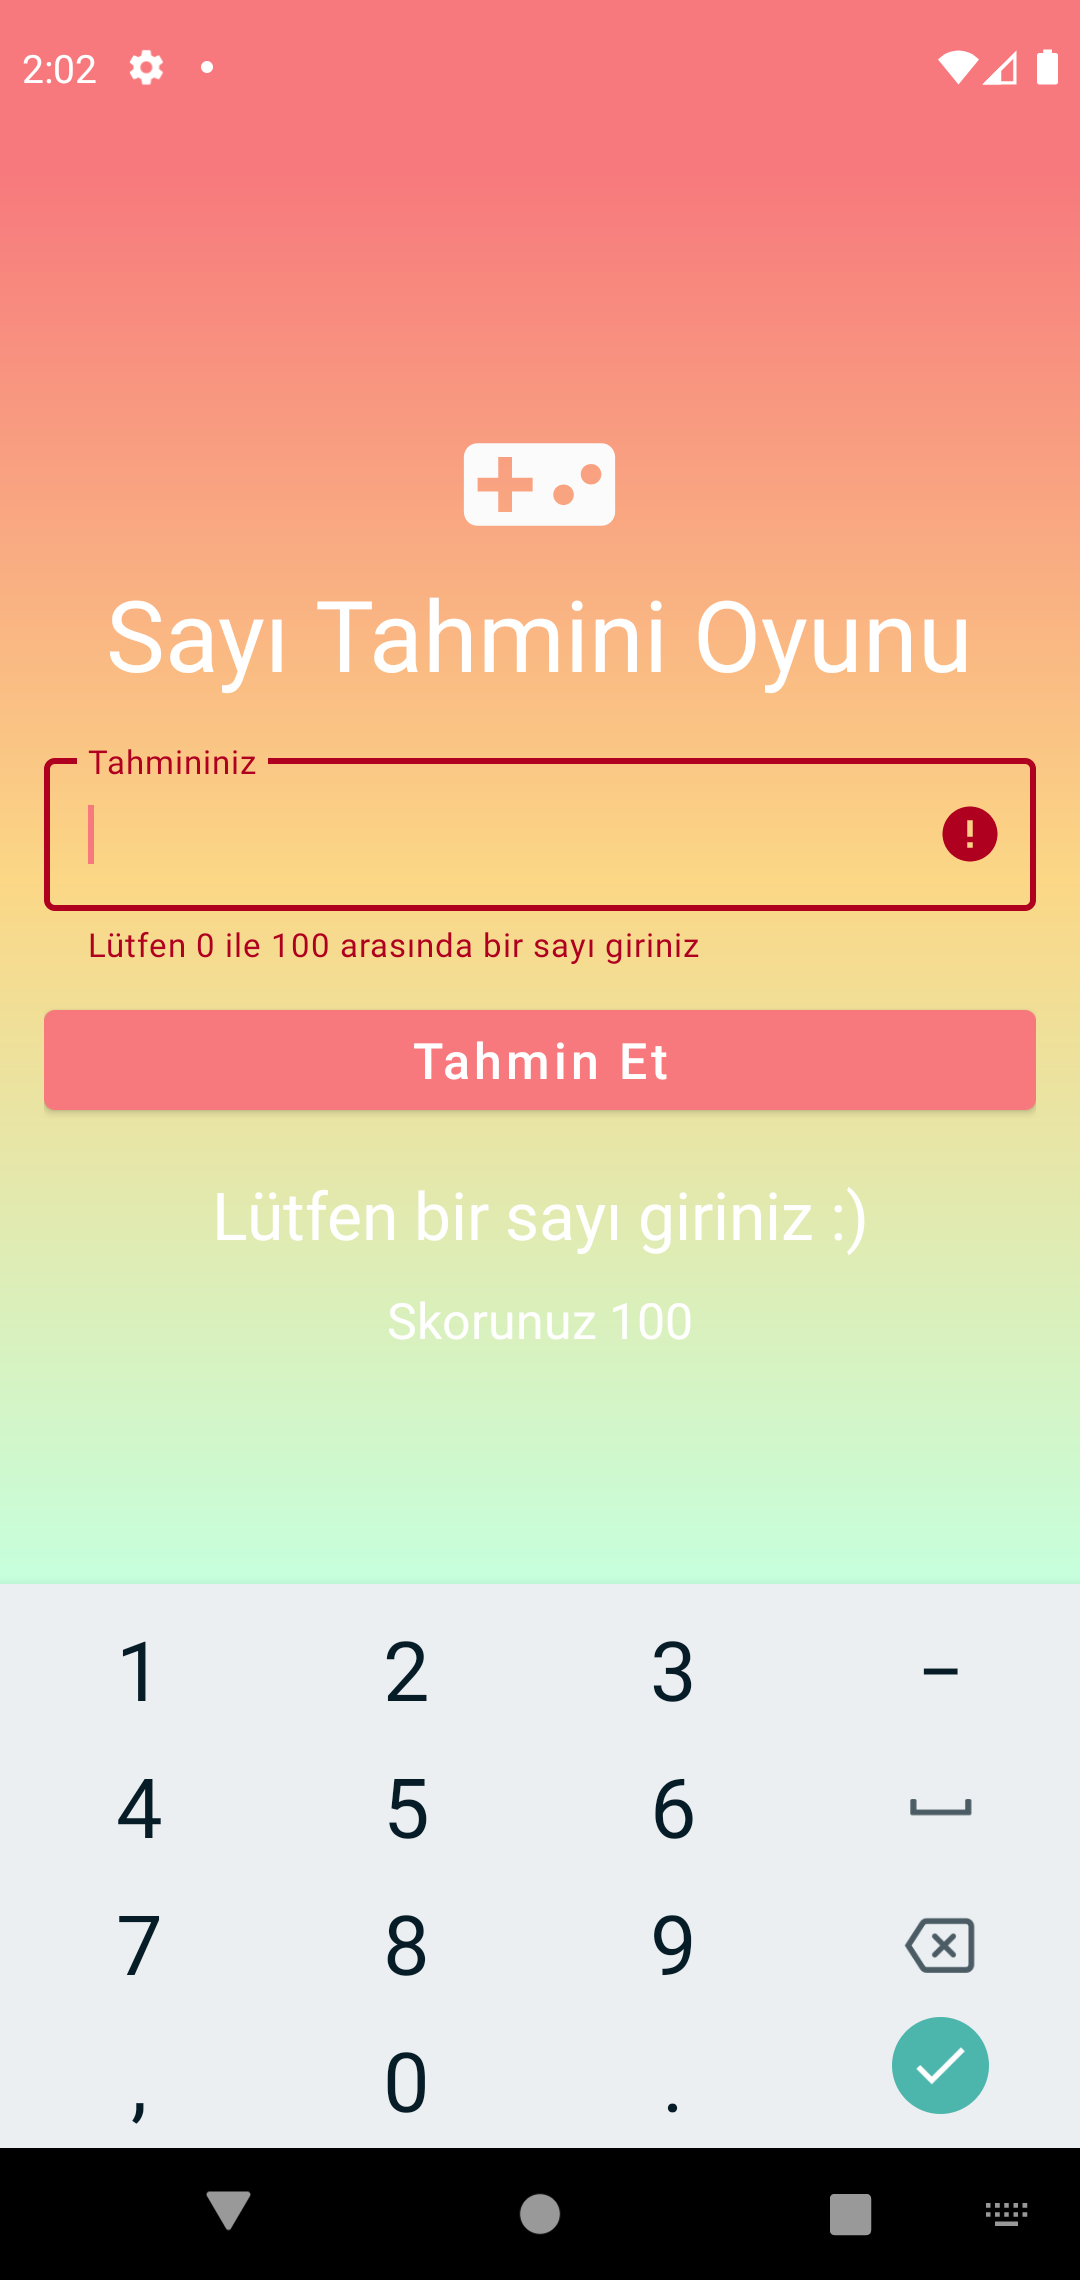 2:02
Sayı Tahmini Oyunu
Tahmininiz
Lütfen 0 ile 100 arasında bir sayı giriniz
Tahmin Et
Lütfen bir sayı giriniz :)
Skorunuz 100
1 2 3 –
4 5 6
7 8 9
, 0 .